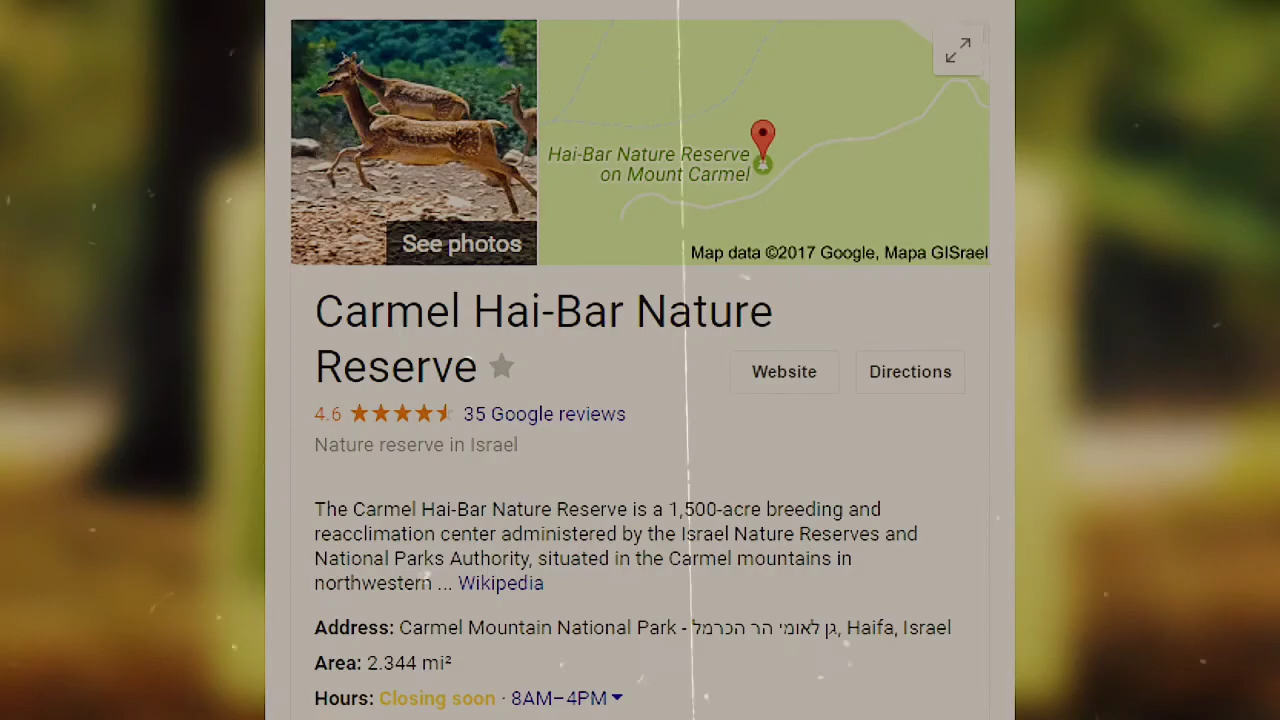 Hai-Bar Nature Reserve
on Mount Carmel
See photos
Map data ©2017 Google, Mapa GISrael
Carmel Hai-Bar Nature
Reserve
Website
Directions
4.6
35 Google reviews
Nature reserve in Israel
The Carmel Hai-Bar Nature Reserve is a 1,500-acre breeding and
reacclimation center administered by the Israel Nature Reserves and
National Parks Authority, situated in the Carmel mountains in
northwestern ... Wikipedia
Address: Carmel Mountain National Park - גן לאומי הר הכרמל, Haifa, Israel
Area: 2.344 mi²
Hours: Closing soon · 8AM–4PM